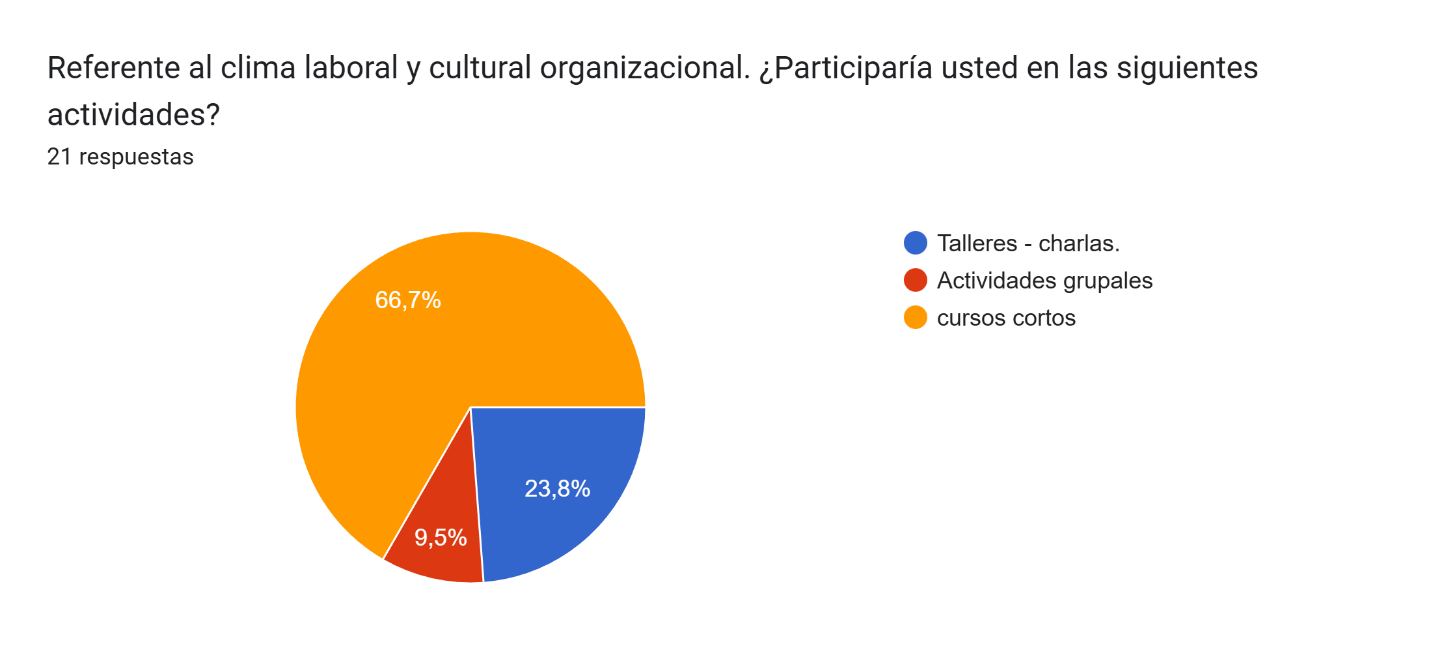 Referente al clima laboral y cultural organizacional. ¿Participaría usted en las siguientes
actividades?
21 respuestas
66,7%
23,8%
9,5%
Talleres - charlas.
Actividades grupales
cursos cortos